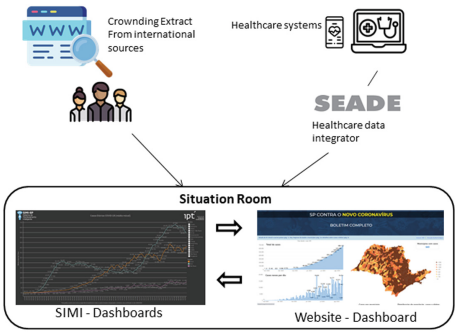 Crownding Extract
From international
sources
WWW
Healthcare systems
SEADE
Healthcare data
integrator
Situation Room
ipt
SP CONTRA O NOVO CORONAVÍRUS
BOLETIM COMPLETO
SIMI - Dashboards
Website - Dashboard